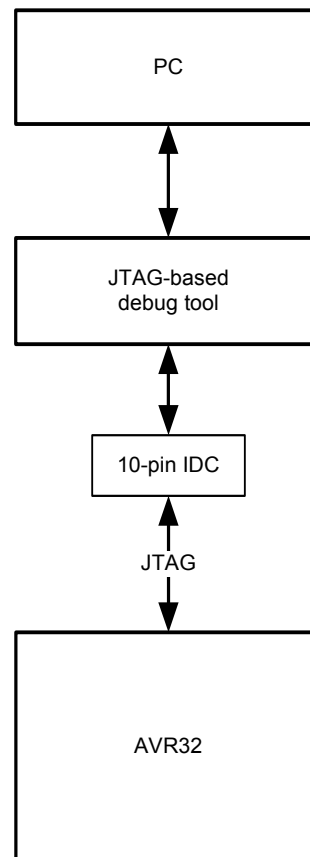 PC
JTAG-based
debug tool
10-pin IDC
JTAG
AVR32